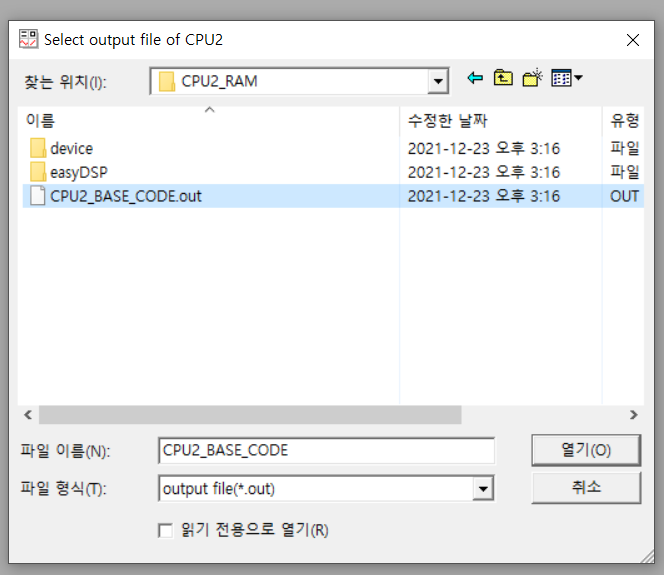 Select output file of CPU2
찾는 위치(I): CPU2_RAM
이름 수정한 날짜 유형
device 2021-12-23 오후 3:16 파일
easyDSP 2021-12-23 오후 3:16 파일
CPU2_BASE_CODE.out 2021-12-23 오후 3:16 OUT
파일 이름(N): CPU2_BASE_CODE 열기(O)
파일 형식(T): output file(*.out) 취소
읽기 전용으로 열기(R)